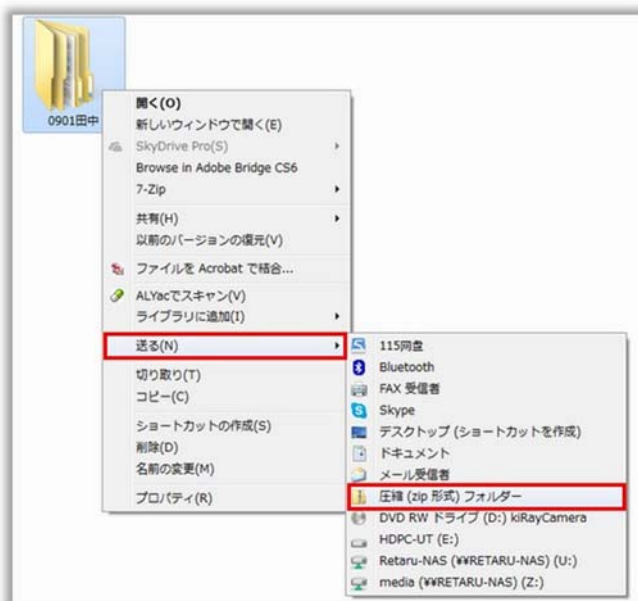 0901田中
開く(O)
新しいウィンドウで開く(E)
SkyDrive Pro(S)
Browse in Adobe Bridge CS6
7-Zip
共有(H)
以前のバージョンの復元(V)
ファイルを Acrobat で結合...
ALYacでスキャン(V)
ライブラリに追加(I)
送る(N)
切り取り(T)
コピー(C)
ショートカットの作成(S)
削除(D)
名前の変更(M)
プロパティ(R)
115网盘
Bluetooth
FAX 受信者
Skype
デスクトップ (ショートカットを作成)
ドキュメント
メール受信者
圧縮 (zip 形式) フォルダー
DVD RW ドライブ (D:) kiRayCamera
HDPC-UT (E:)
Retaru-NAS (¥¥RETARU-NAS) (U:)
media (¥¥RETARU-NAS) (Z:)